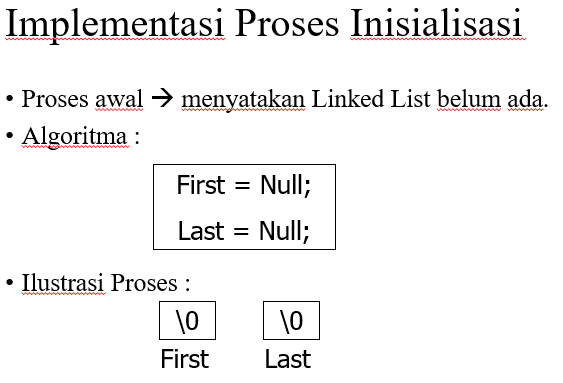 Implementasi Proses Inisialisasi
• Proses awal → menyatakan Linked List belum ada.
• Algoritma :
First = Null;
Last = Null;
• Ilustrasi Proses :
\0 \0
First Last